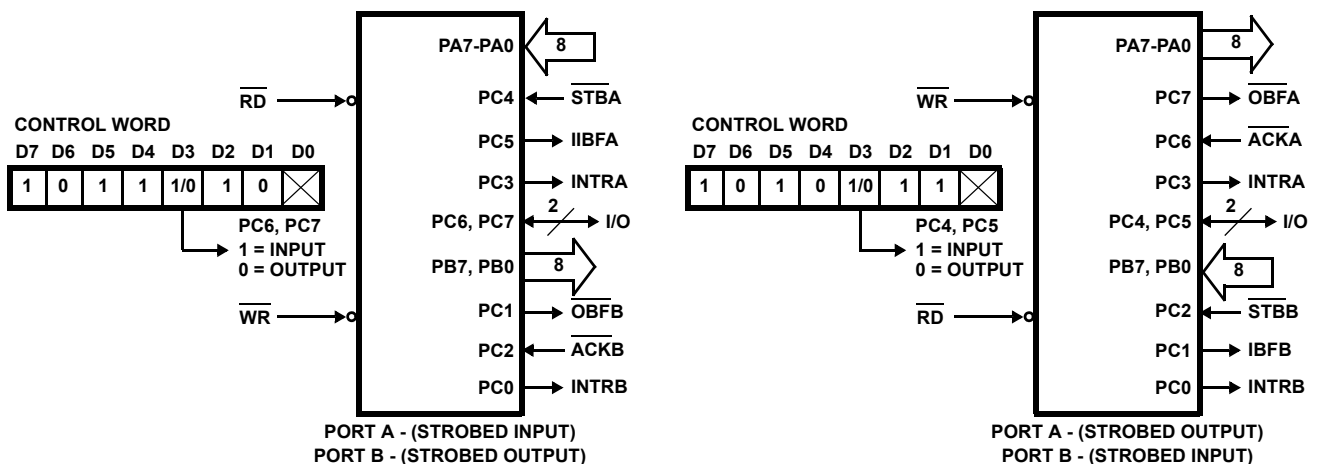 PA7-PA0
8
RD
PC4
STBA
CONTROL WORD
PC5
IIBFA
D7 D6 D5 D4 D3 D2 D1 D0
1 0 1 1 1/0 1 0
PC3
INTRA
PC6, PC7
1 = INPUT
0 = OUTPUT
PC6, PC7
2
I/O
PB7, PB0
8
WR
PC1
OBFB
PC2
ACKB
PC0
INTRB
PORT A - (STROBED INPUT)
PORT B - (STROBED OUTPUT)
PA7-PA0
8
WR
PC7
OBFA
CONTROL WORD
PC6
ACKA
D7 D6 D5 D4 D3 D2 D1 D0
1 0 1 0 1/0 1 1
PC3
INTRA
PC4, PC5
1 = INPUT
0 = OUTPUT
PC4, PC5
2
I/O
PB7, PB0
8
RD
PC2
STBB
PC1
IBFB
PC0
INTRB
PORT A - (STROBED OUTPUT)
PORT B - (STROBED INPUT)